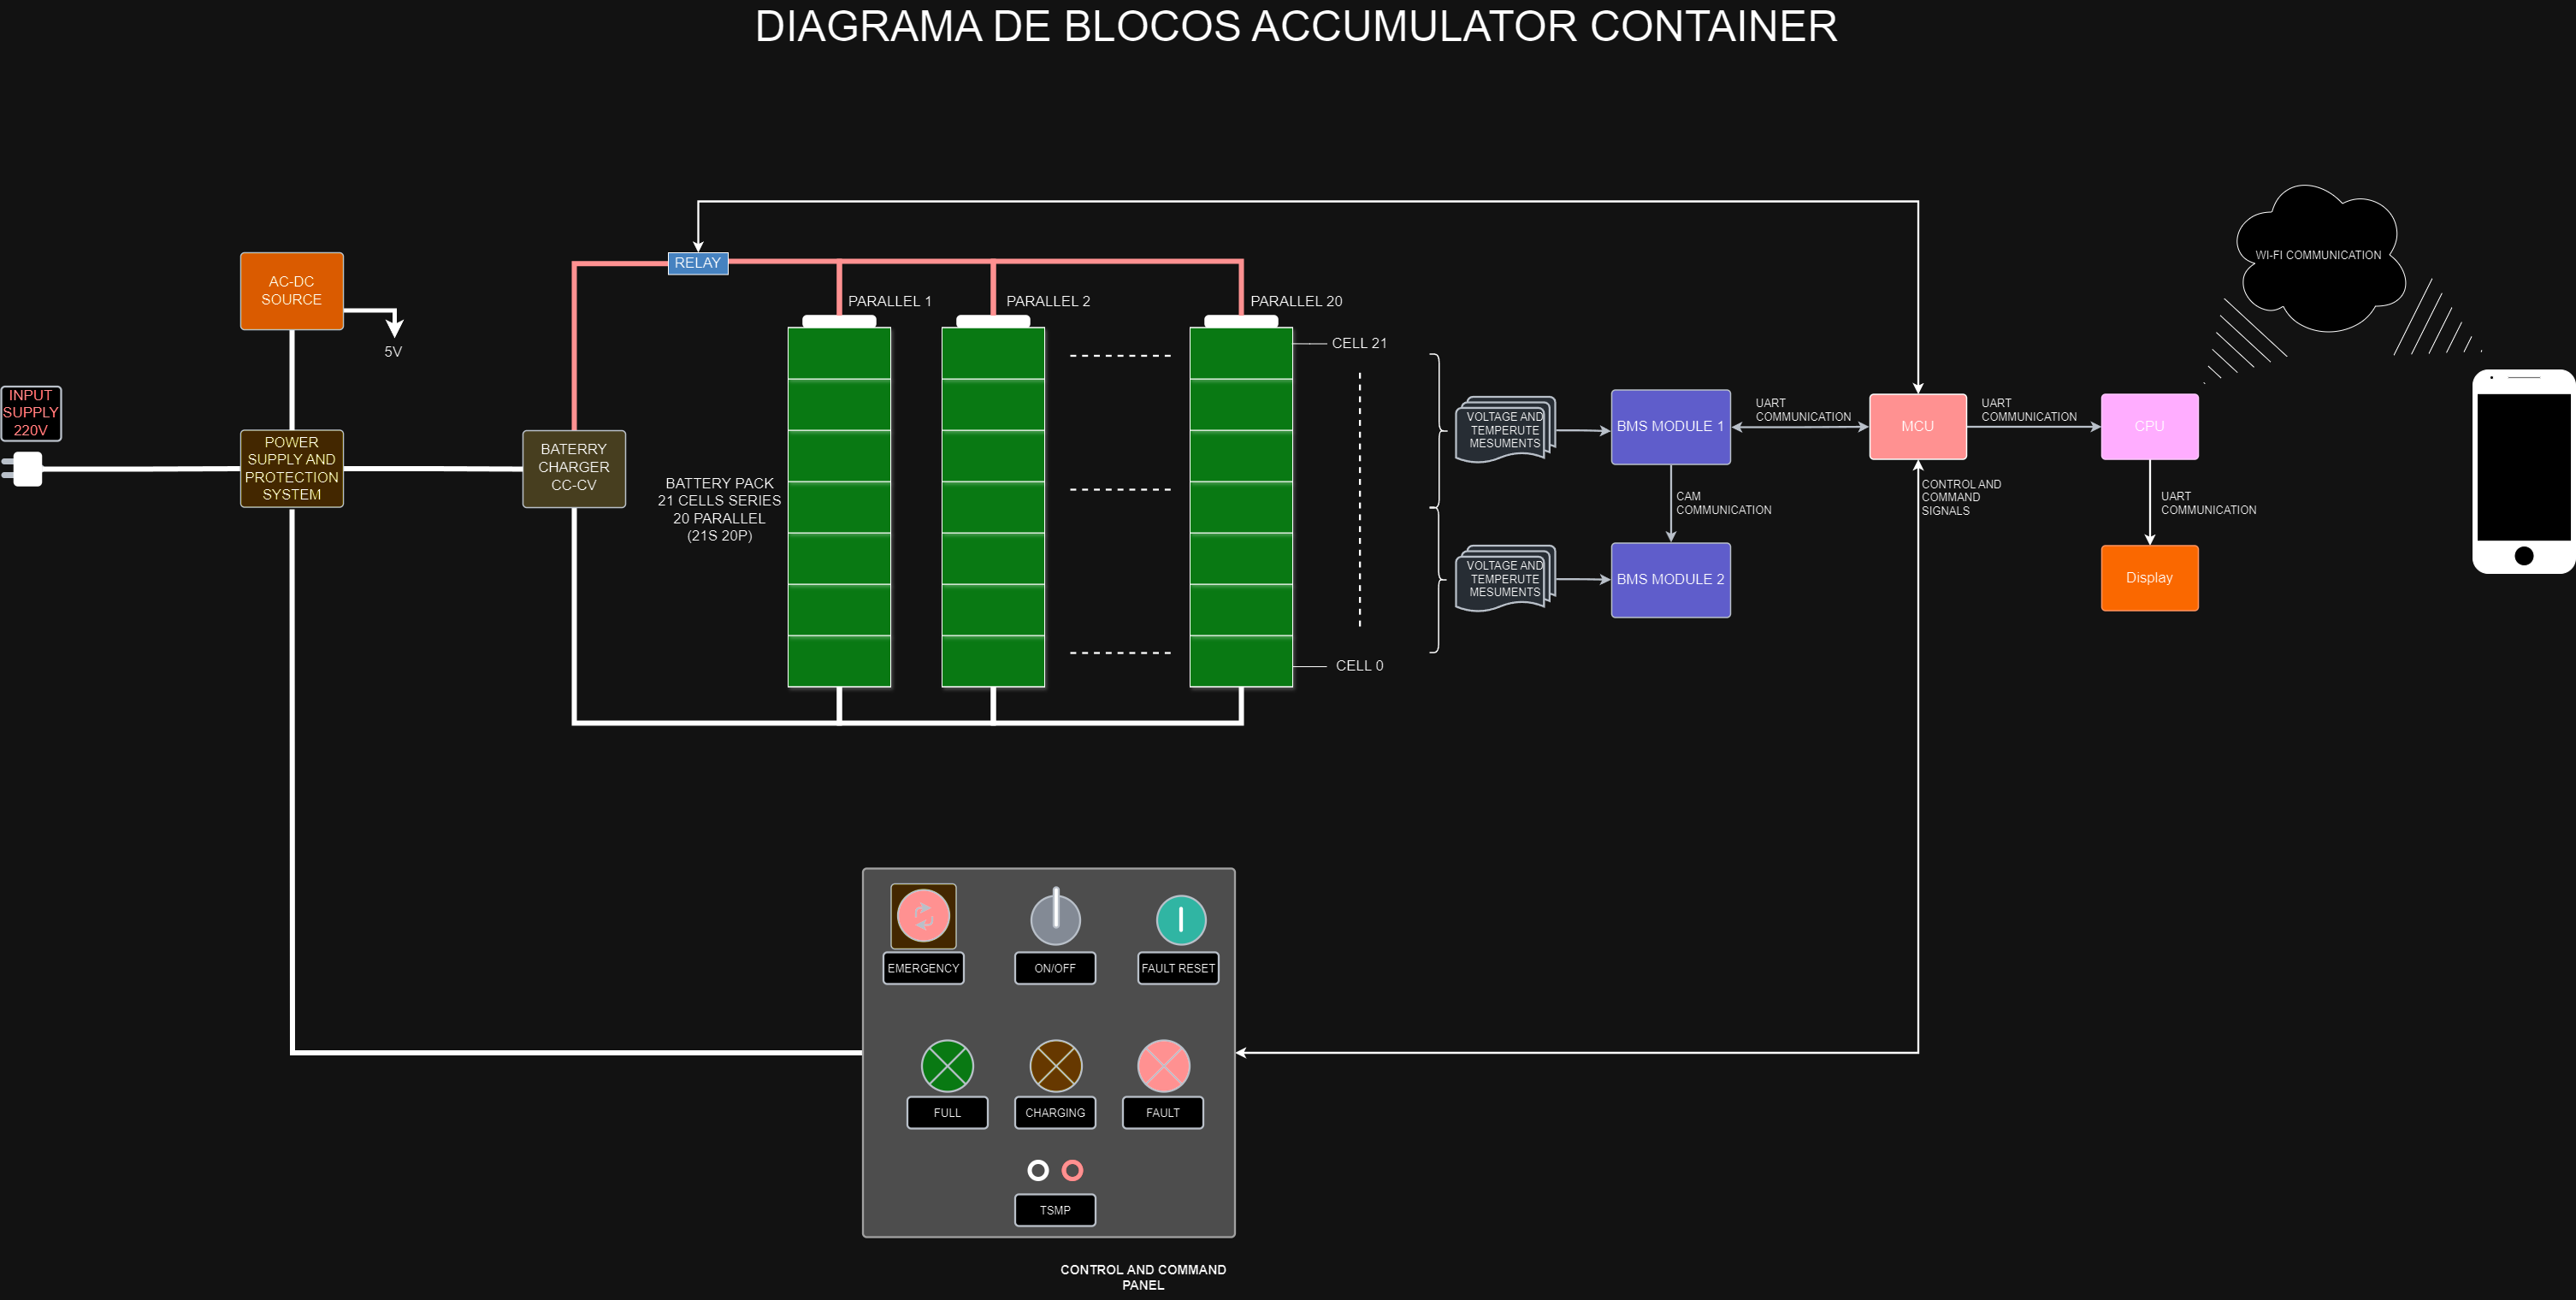 DIAGRAMA DE BLOCOS ACCUMULATOR CONTAINER
WI-FI COMMUNICATION
RELAY
AC-DC
SOURCE
5V
PARALLEL 1
PARALLEL 2
PARALLEL 20
CELL 21
CELL 0
INPUT
SUPPLY
220V
POWER
SUPPLY AND
PROTECTION
SYSTEM
BATERRY
CHARGER
CC-CV
BATTERY PACK
21 CELLS SERIES
20 PARALLEL
(21S 20P)
VOLTAGE AND
TEMPERUTE
MESUMENTS
BMS MODULE 1
UART
COMMUNICATION
MCU
UART
COMMUNICATION
CPU
CAM
COMMUNICATION
CONTROL AND
COMMAND
SIGNALS
UART
COMMUNICATION
VOLTAGE AND
TEMPERUTE
MESUMENTS
BMS MODULE 2
Display
EMERGENCY
ON/OFF
FAULT RESET
FULL
CHARGING
FAULT
TSMP
CONTROL AND COMMAND
PANEL